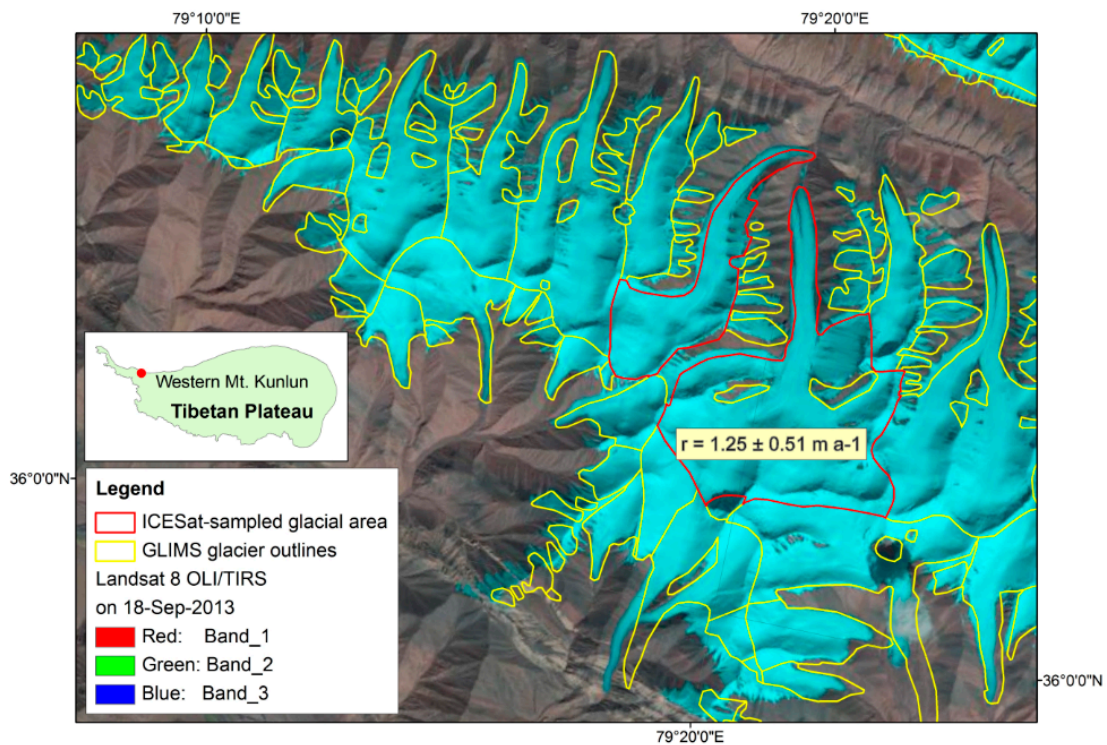 79°10'0"E
79°20'0"E
Western Mt. Kunlun
Tibetan Plateau
r = 1.25 ± 0.51 m a-1
36°0'0"N
Legend
ICESat-sampled glacial area
GLIMS glacier outlines
Landsat 8 OLI/TIRS
on 18-Sep-2013
Red: Band_1
Green: Band_2
Blue: Band_3
36°0'0"N
79°20'0"E